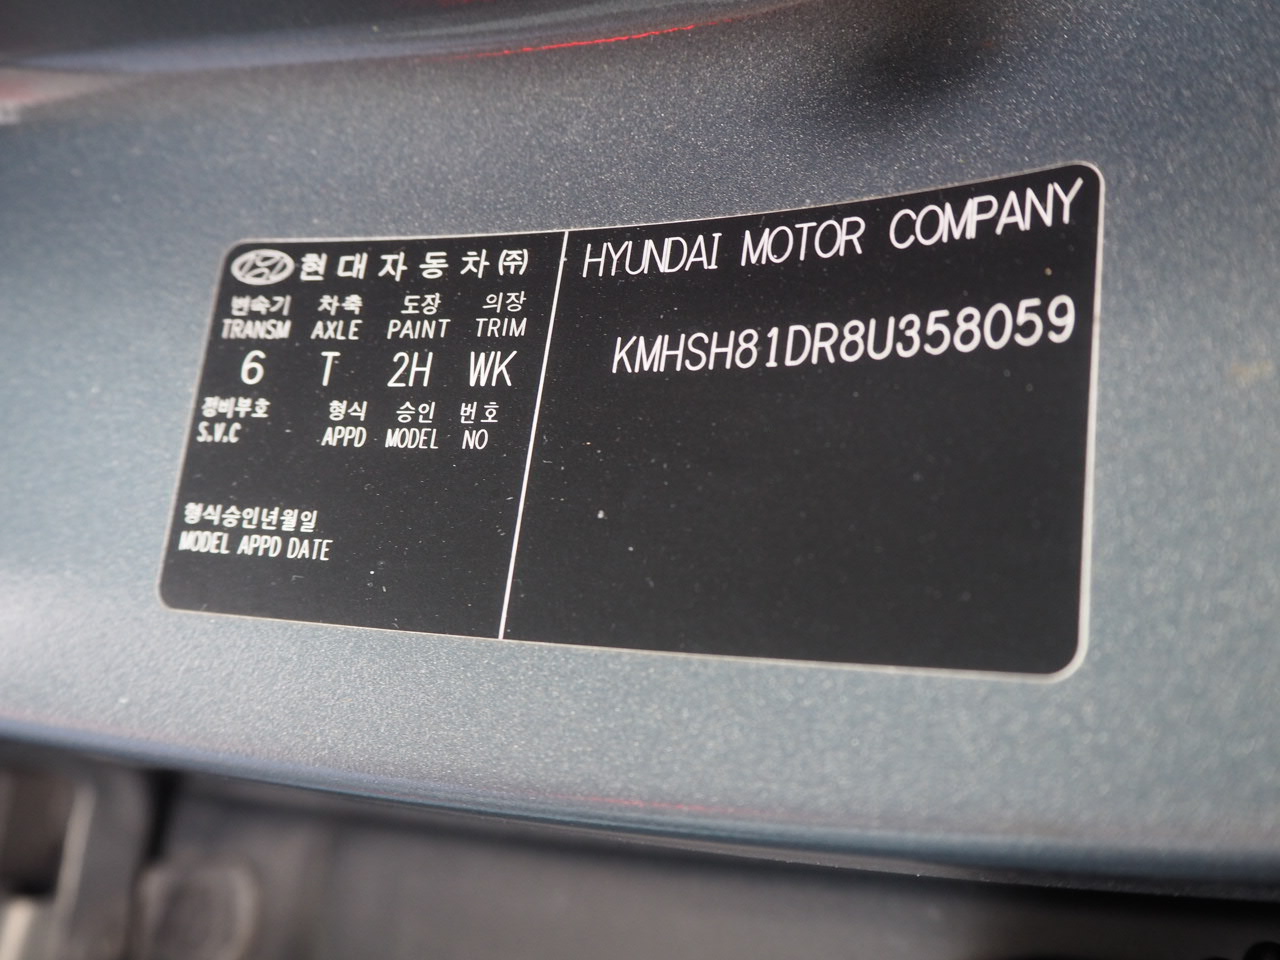 현대자동차㈜
변속기 차축 도장 의장
TRANSM AXLE PAINT TRIM
6 T 2H WK
정비부호 형식 승인 번호
S.V.C APPD MODEL NO
형식승인년월일
MODEL APPD DATE
HYUNDAI MOTOR COMPANY
KMHSH81DR8U358059